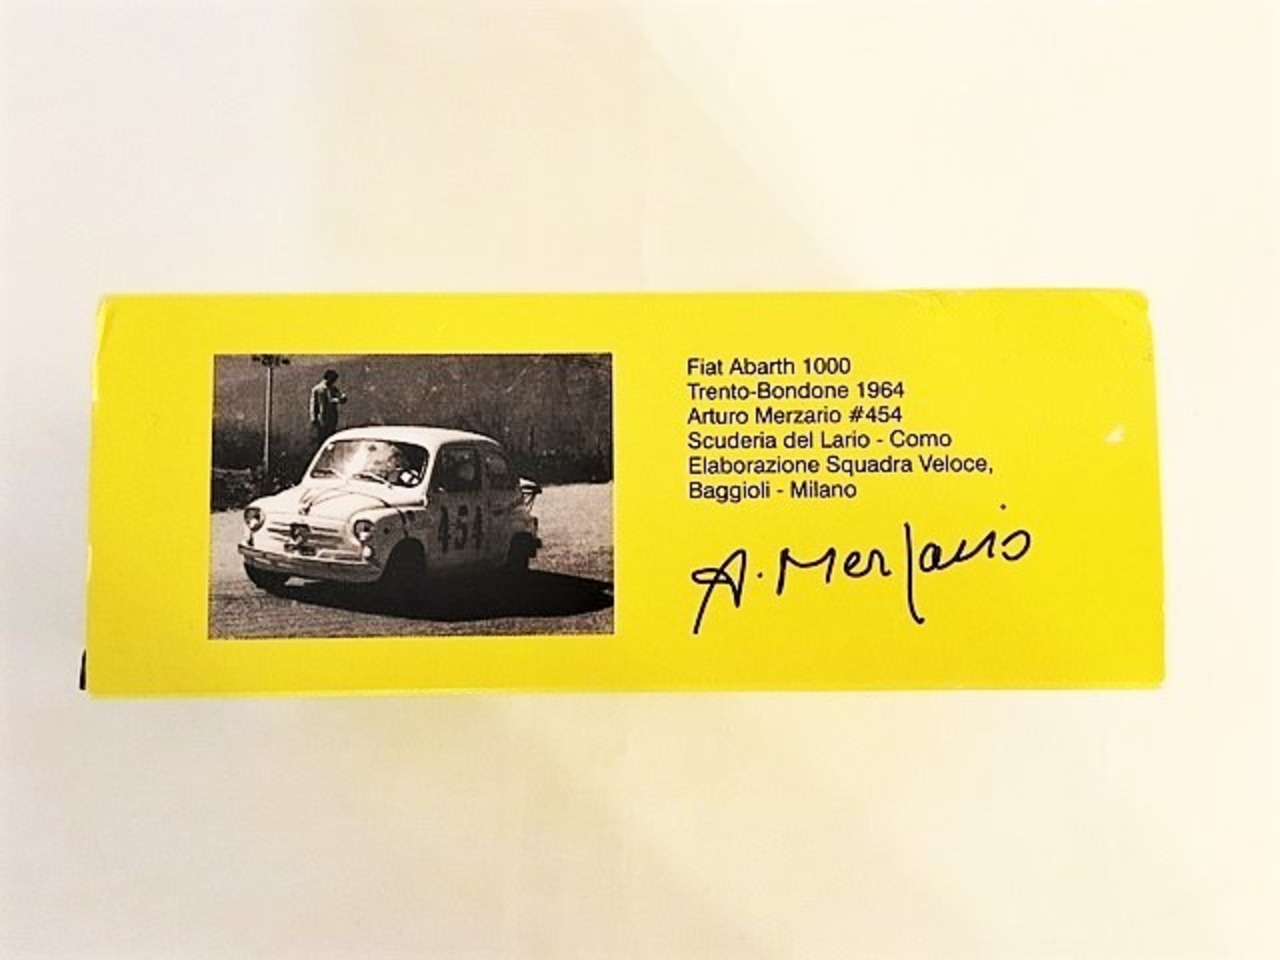 454
Fiat Abarth 1000
Trento-Bondone 1964
Arturo Merzario #454
Scuderia del Lario - Como
Elaborazione Squadra Veloce,
Baggioli - Milano
A. Merzario